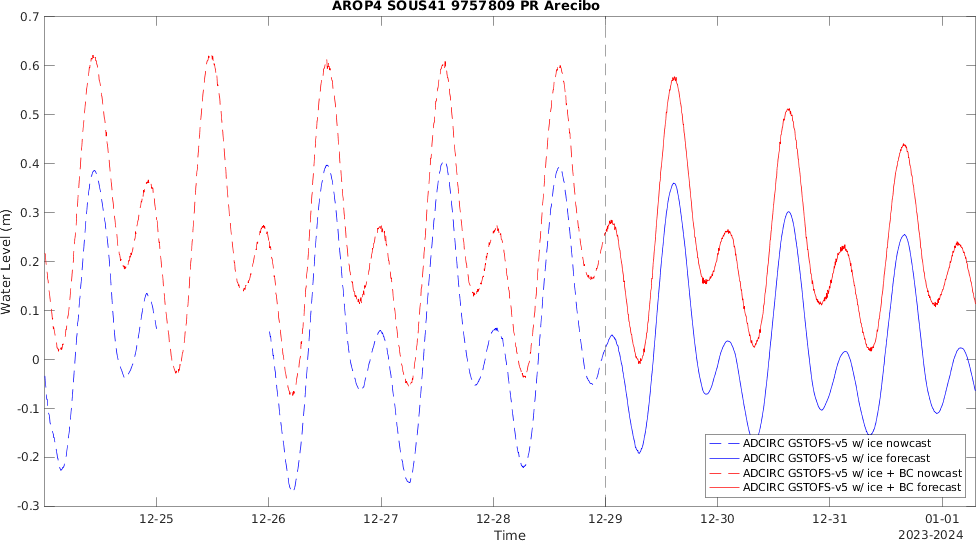 AROP4 SOUS41 9757809 PR Arecibo
0.7
0.6
0.5
0.4
0.3
0.2
0.1
0
-0.1
-0.2
-0.3
Water Level (m)
ADCIRC GSTOFS-v5 w/ ice nowcast
ADCIRC GSTOFS-v5 w/ ice forecast
ADCIRC GSTOFS-v5 w/ ice + BC nowcast
ADCIRC GSTOFS-v5 w/ ice + BC forecast
12-25 12-26 12-27 12-28 12-29 12-30 12-31 01-01
Time
2023-2024